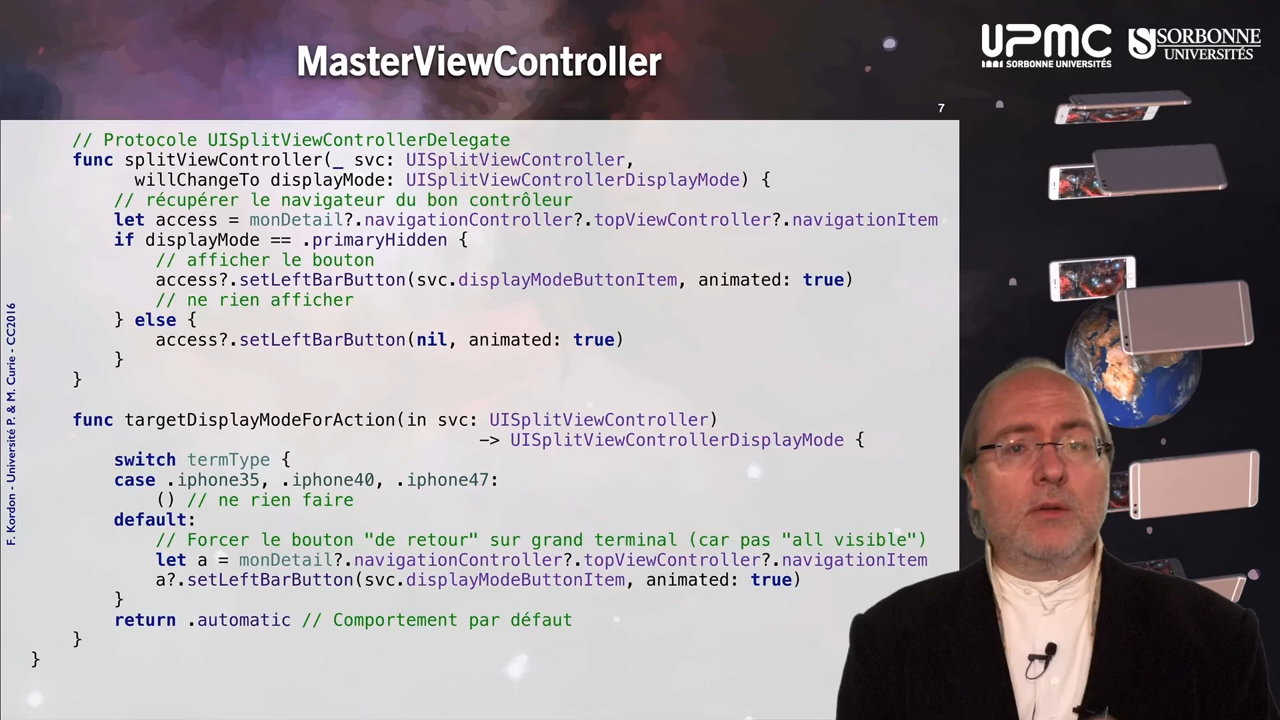 MasterViewController
UPMC
SORBONNE UNIVERSITÉS
SORBONNE
UNIVERSITÉS
7
// Protocole UISplitViewControllerDelegate
func splitViewController(_ svc: UISplitViewController,
willChangeTo displayMode: UISplitViewControllerDisplayMode) {
// récupérer le navigateur du bon contrôleur
let access = monDetail?.navigationController?.topViewController?.navigationItem
if displayMode == .primaryHidden {
// afficher le bouton
access?.setLeftBarButton(svc.displayModeButtonItem, animated: true)
// ne rien afficher
} else {
access?.setLeftBarButton(nil, animated: true)
}
}
func targetDisplayModeForAction(in svc: UISplitViewController)
-> UISplitViewControllerDisplayMode {
switch termType {
case .iphone35, .iphone40, .iphone47:
() // ne rien faire
default:
// Forcer le bouton "de retour" sur grand terminal (car pas "all visible")
let a = monDetail?.navigationController?.topViewController?.navigationItem
a?.setLeftBarButton(svc.displayModeButtonItem, animated: true)
}
return .automatic // Comportement par défaut
}
}
F. Kordon - Université P. & M. Curie - CC2016